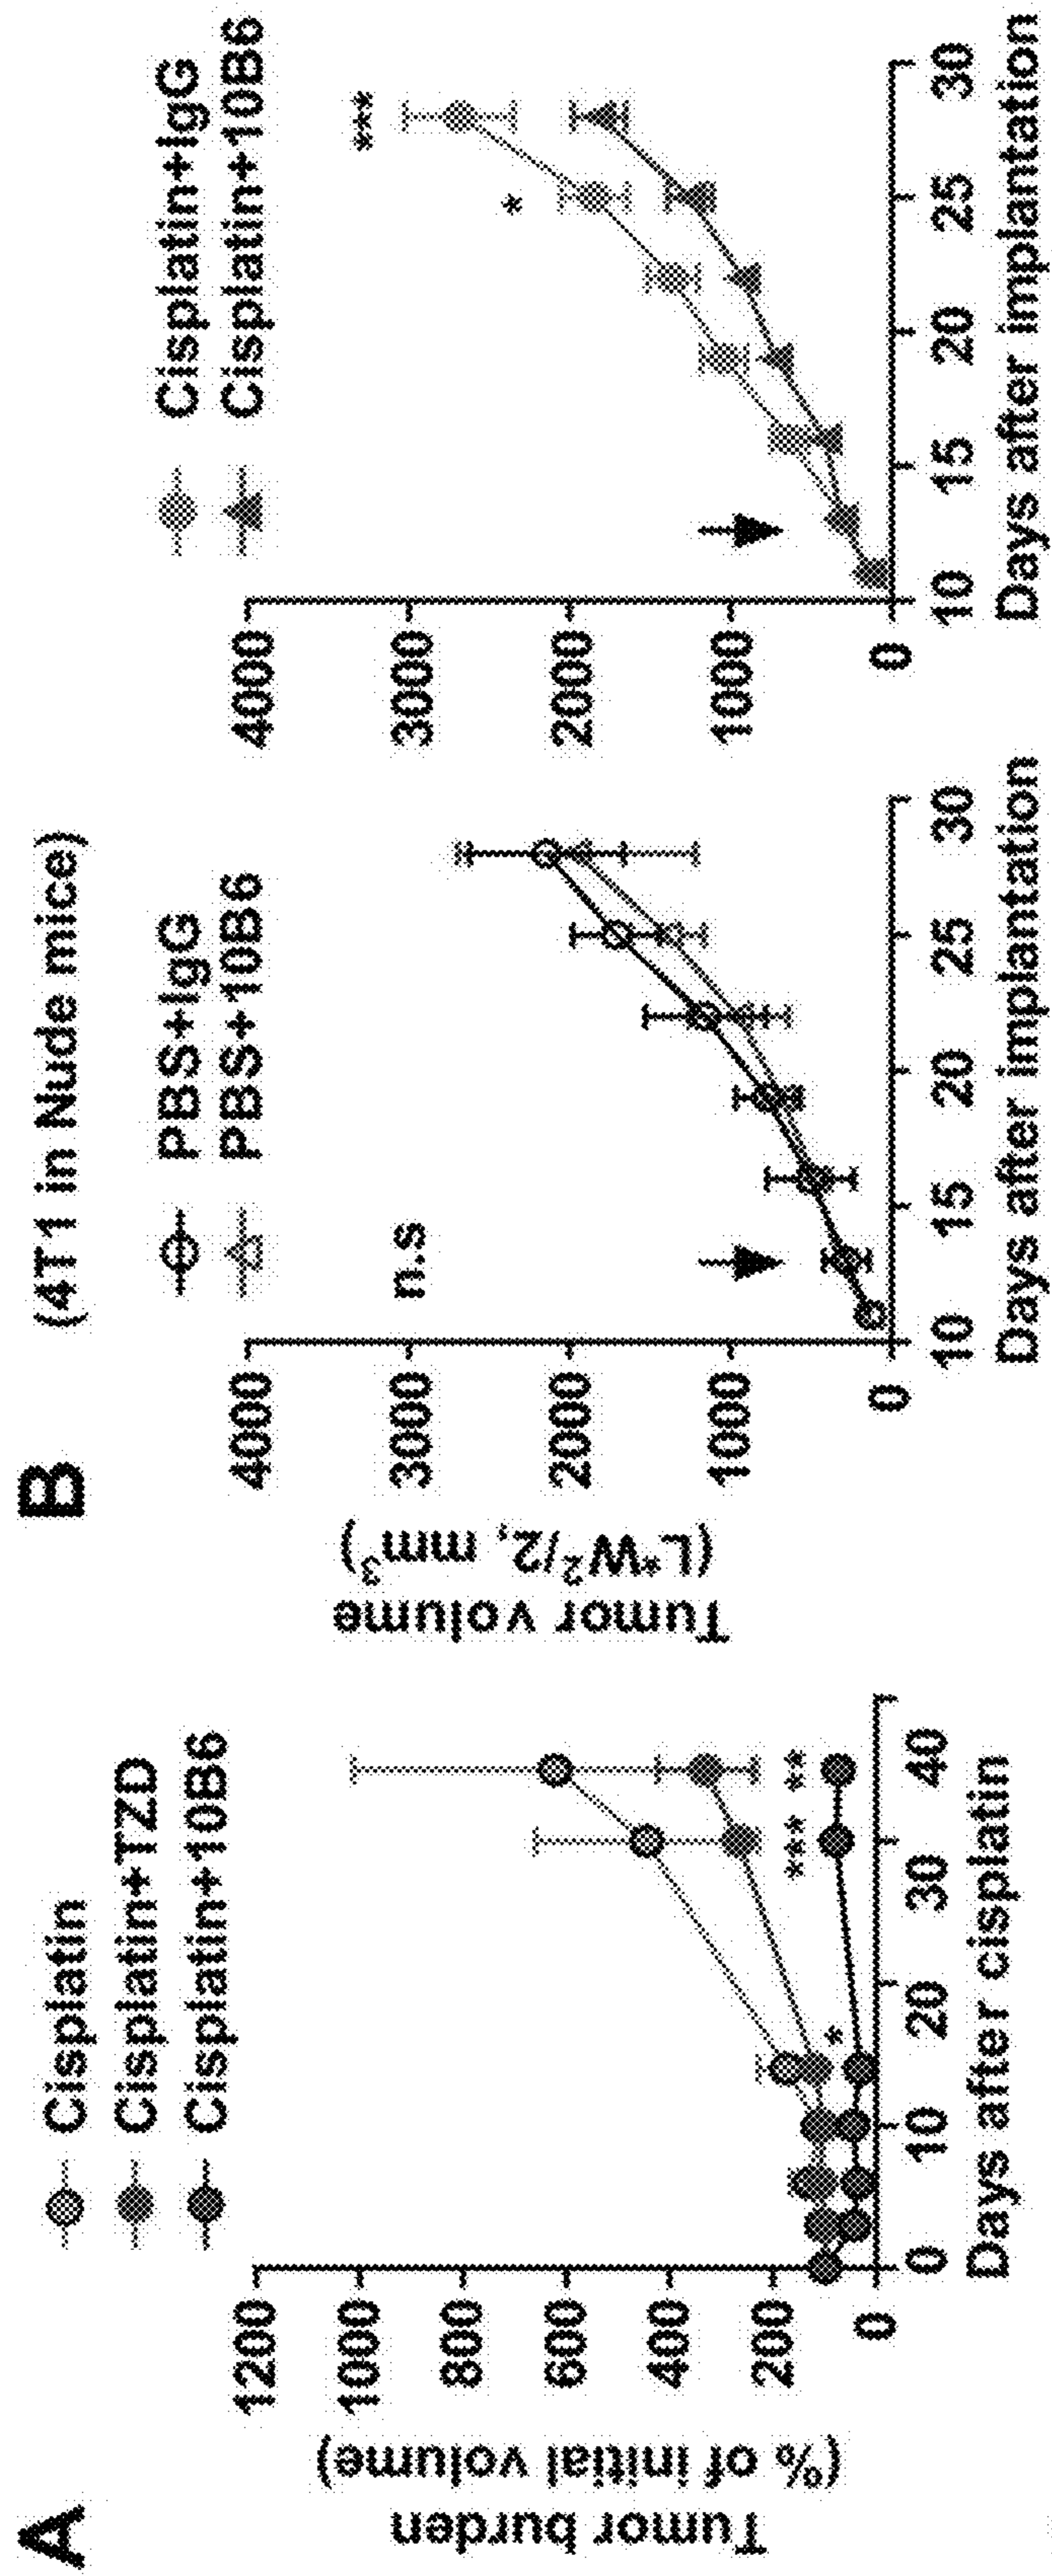 A
Cisplatin
Cisplatin+TZD
Cisplatin+10B6
Tumor burden
(% of initial volume)
1200
1000
800
600
400
200
0
*
***
**
0 10 20 30 40
Days after cisplatin
B (4T1 in Nude mice)
PBS+IgG
PBS+10B6
Tumor volume
(L*W²/2, mm³)
4000
3000
2000
1000
0
n.s
10 15 20 25 30
Days after implantation
Cisplatin+IgG
Cisplatin+10B6
4000
3000
2000
1000
0
*
***
10 15 20 25 30
Days after implantation